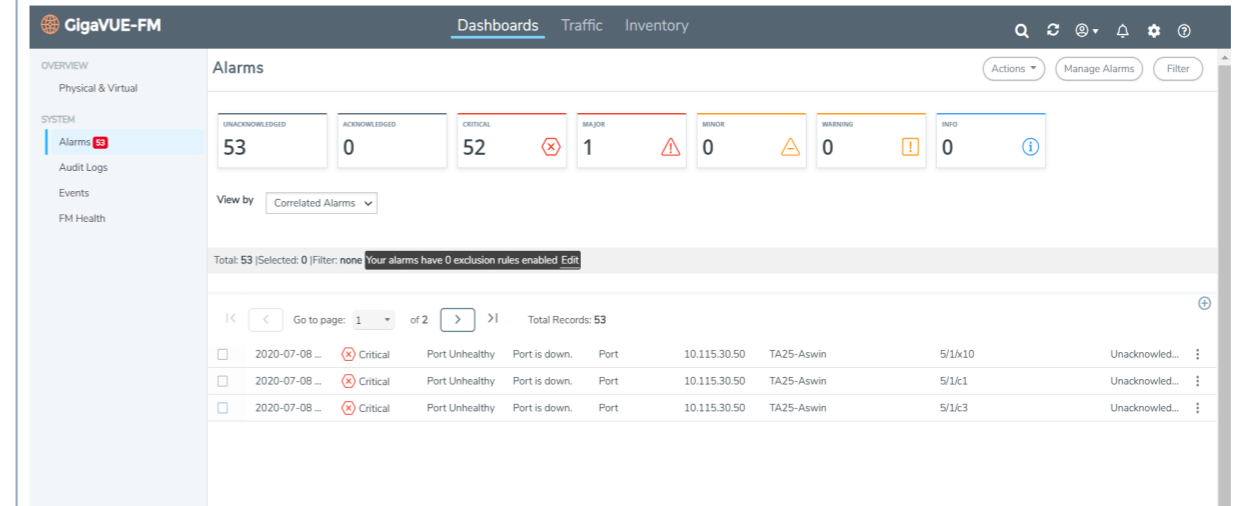 GigaVUE-FM
Dashboards Traffic Inventory
OVERVIEW
Physical & Virtual
SYSTEM
Alarms 53
Audit Logs
Events
FM Health
Alarms
Actions Manage Alarms Filter
UNACKNOWLEDGED ACKNOWLEDGED CRITICAL MAJOR MINOR WARNING INFO
53 0 52 1 0 0 0
View by Correlated Alarms
Total: 53 |Selected: 0 |Filter: none Your alarms have 0 exclusion rules enabled Edit
Go to page: 1 of 2 Total Records: 53
2020-07-08 ... Critical Port Unhealthy Port is down. Port 10.115.30.50 TA25-Aswin 5/1/x10 Unacknowled...
2020-07-08 ... Critical Port Unhealthy Port is down. Port 10.115.30.50 TA25-Aswin 5/1/c1 Unacknowled...
2020-07-08 ... Critical Port Unhealthy Port is down. Port 10.115.30.50 TA25-Aswin 5/1/c3 Unacknowled...